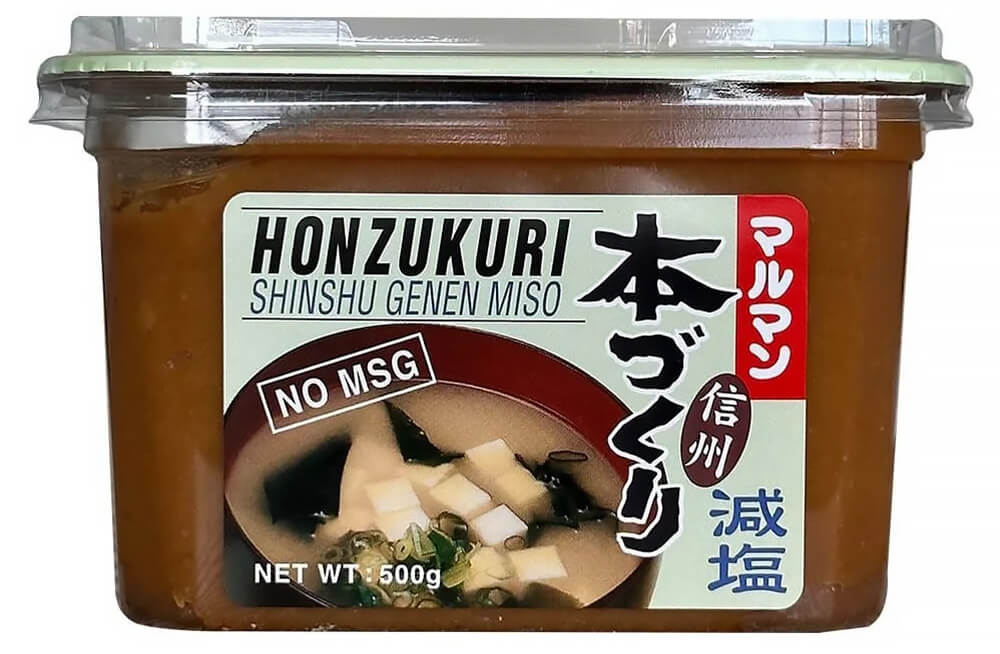 HONZUKURI
SHINSHU GENEN MISO
NO MSG
NET WT : 500g
マルマン
本づくり
信州
減塩